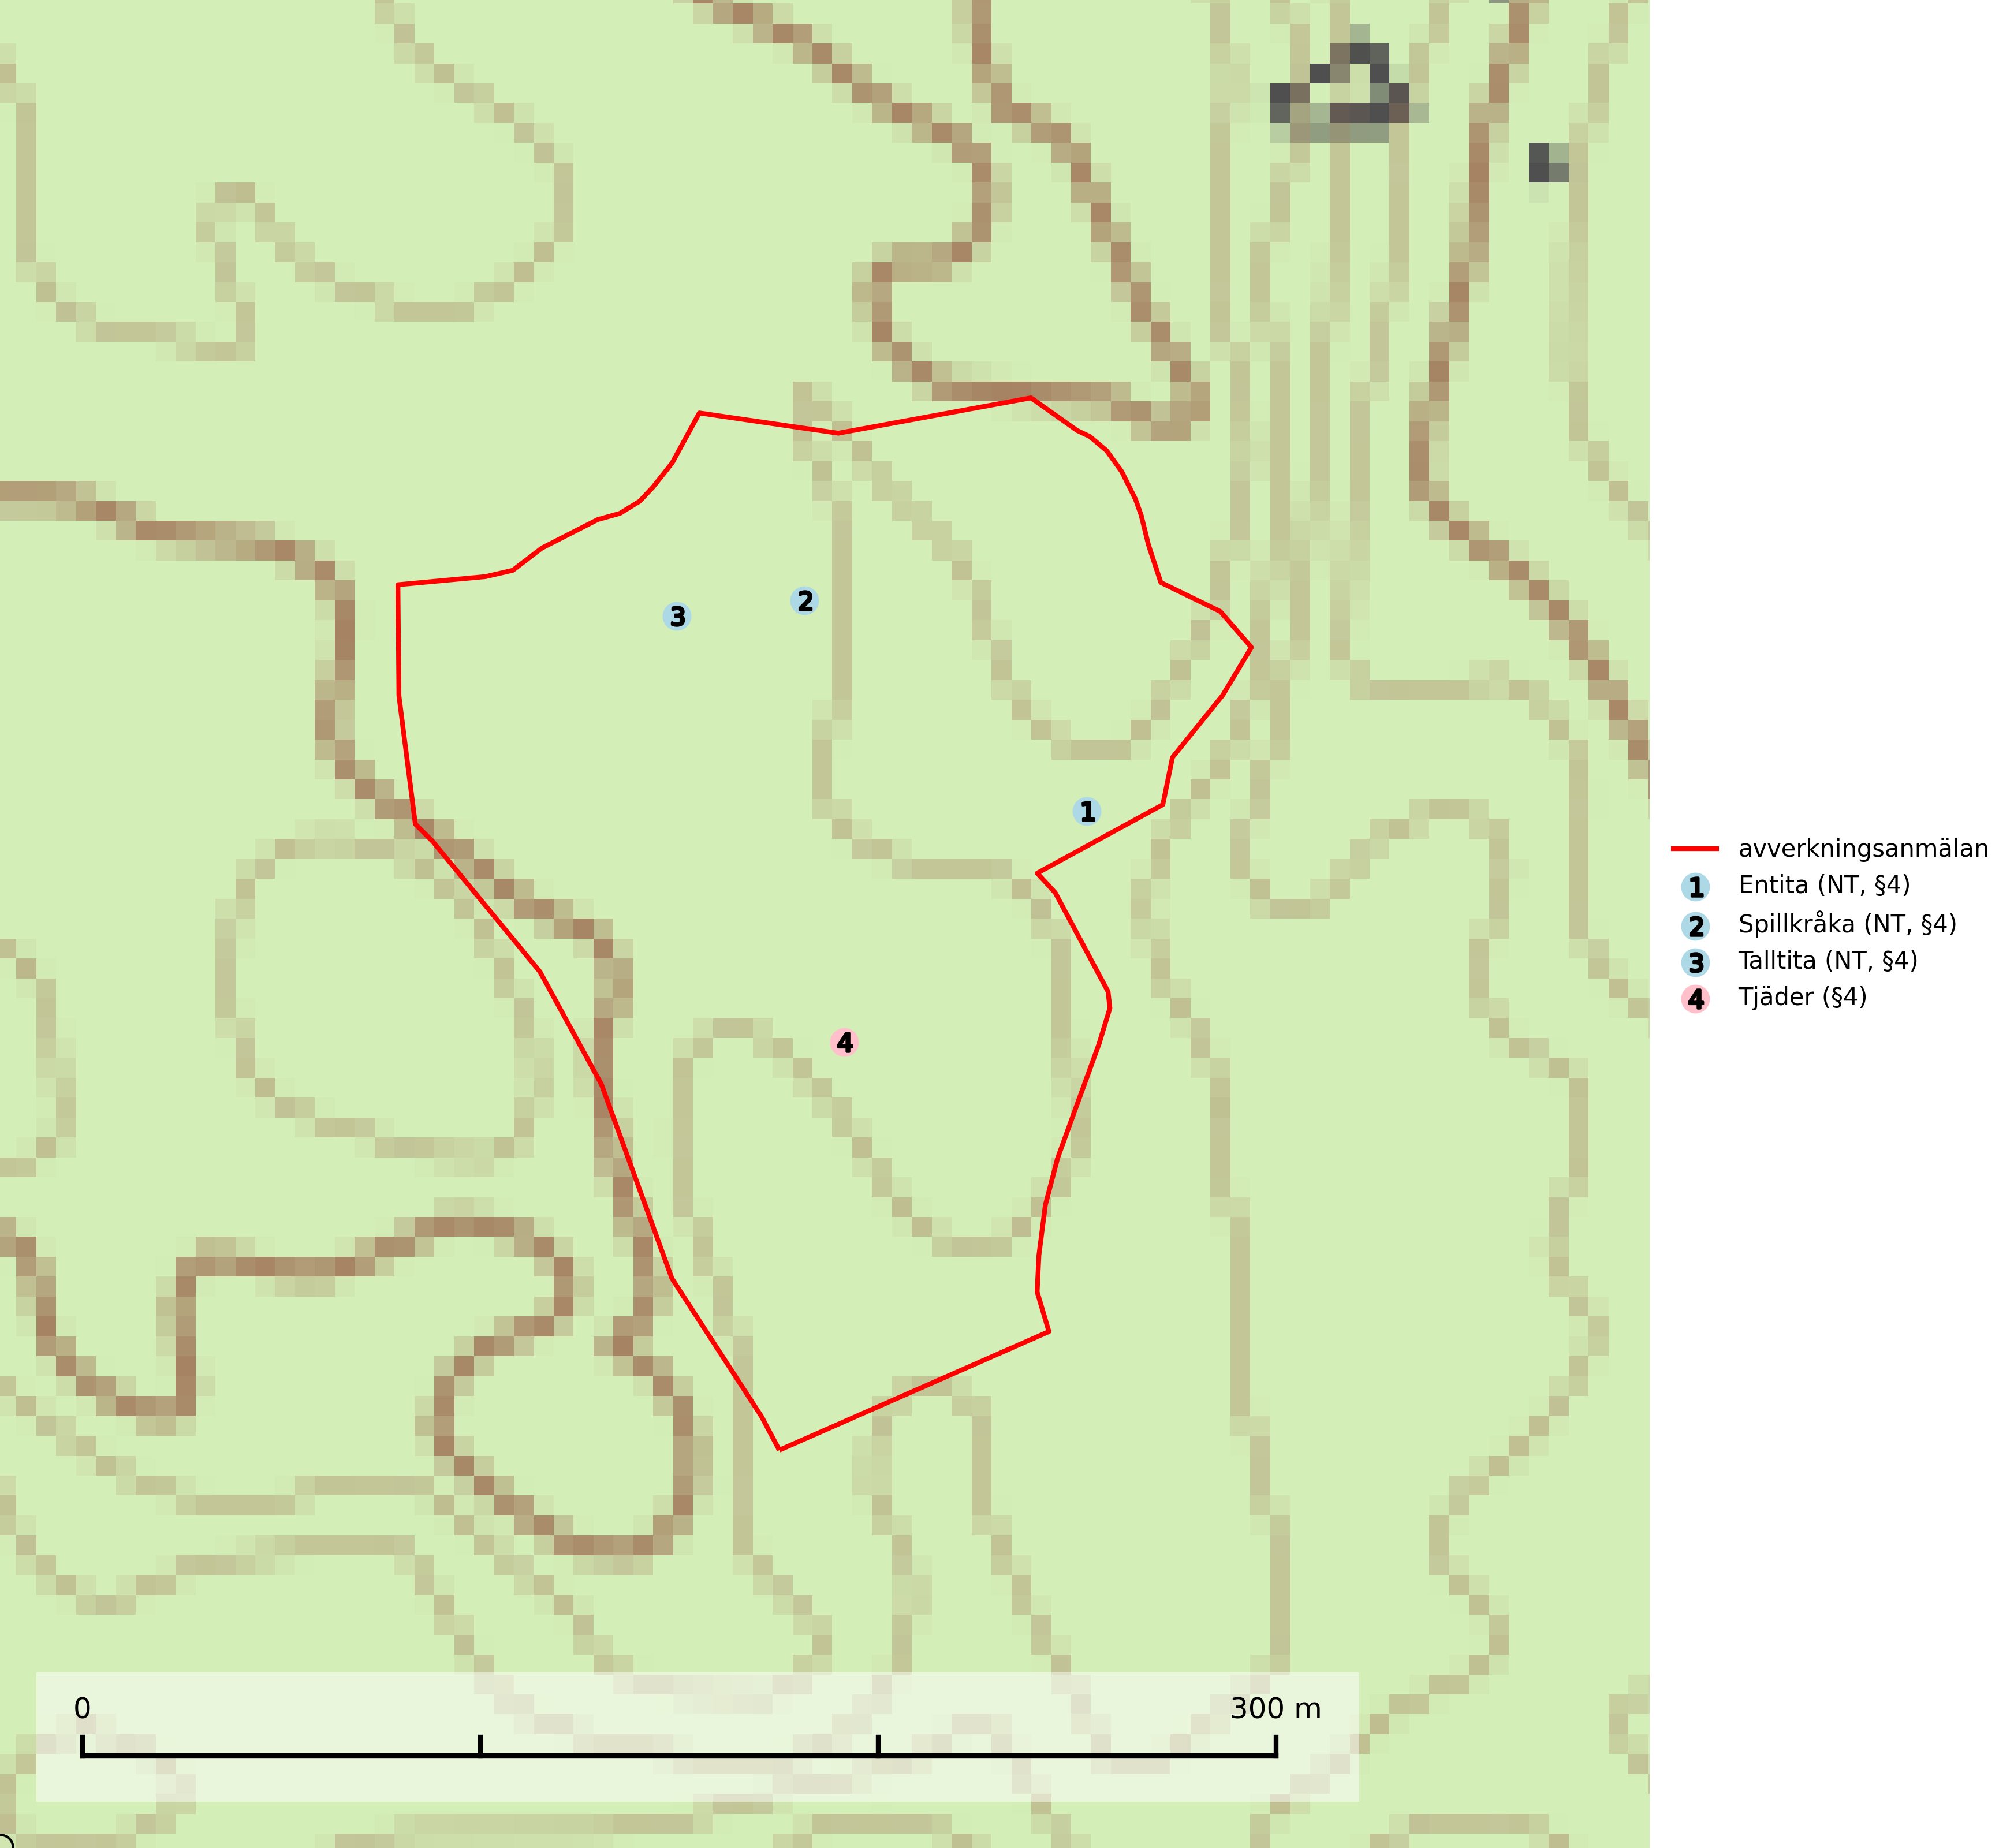 3
2
1
4
avverkningsanmälan
1 Entita (NT, §4)
2 Spillkråka (NT, §4)
3 Talltita (NT, §4)
4 Tjäder (§4)
0 300 m